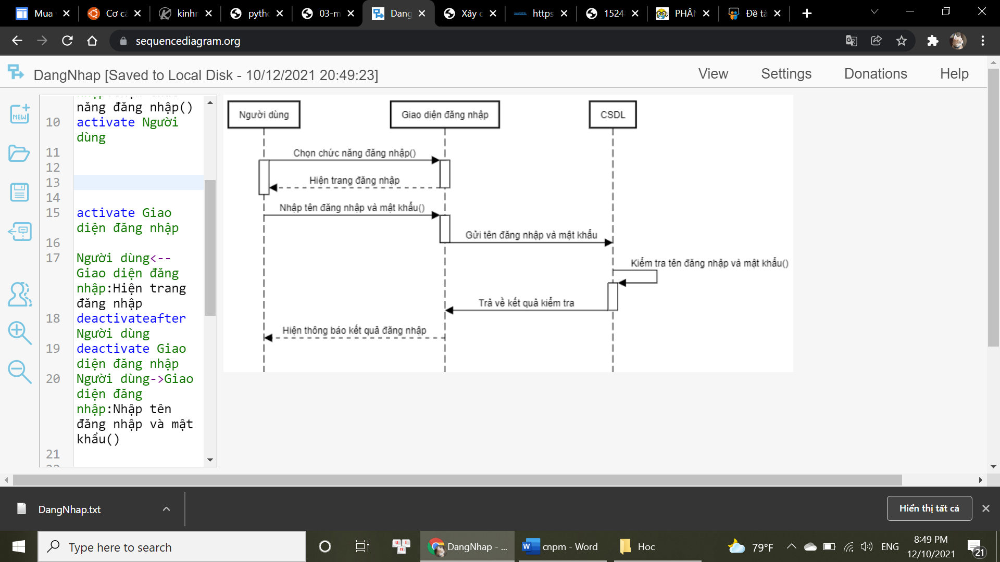 Mua
Cơ cấ
kinhn
pytho
03-m
Dang
Xây d
https
1524
PHÂN
Đề tà
sequencediagram.org
DangNhap [Saved to Local Disk - 10/12/2021 20:49:23]
View
Settings
Donations
Help
NEW
năng đăng nhập()
10 activate Người
dùng
11
12
13
14
15 activate Giao
diện đăng nhập
16
17 Người dùng<--
Giao diện đăng
nhập:Hiện trang
đăng nhập
18 deactivateafter
Người dùng
19 deactivate Giao
diện đăng nhập
20 Người dùng->Giao
diện đăng
nhập:Nhập tên
đăng nhập và mật
khẩu()
21
Người dùng
Giao diện đăng nhập
CSDL
Chọn chức năng đăng nhập()
Hiện trang đăng nhập
Nhập tên đăng nhập và mật khẩu()
Gửi tên đăng nhập và mật khẩu
Kiểm tra tên đăng nhập và mật khẩu()
Trả về kết quả kiểm tra
Hiện thông báo kết quả đăng nhập
DangNhap.txt
Hiển thị tất cả
Type here to search
DangNhap - ...
cnpm - Word
Hoc
79°F
ENG
8:49 PM
12/10/2021
21